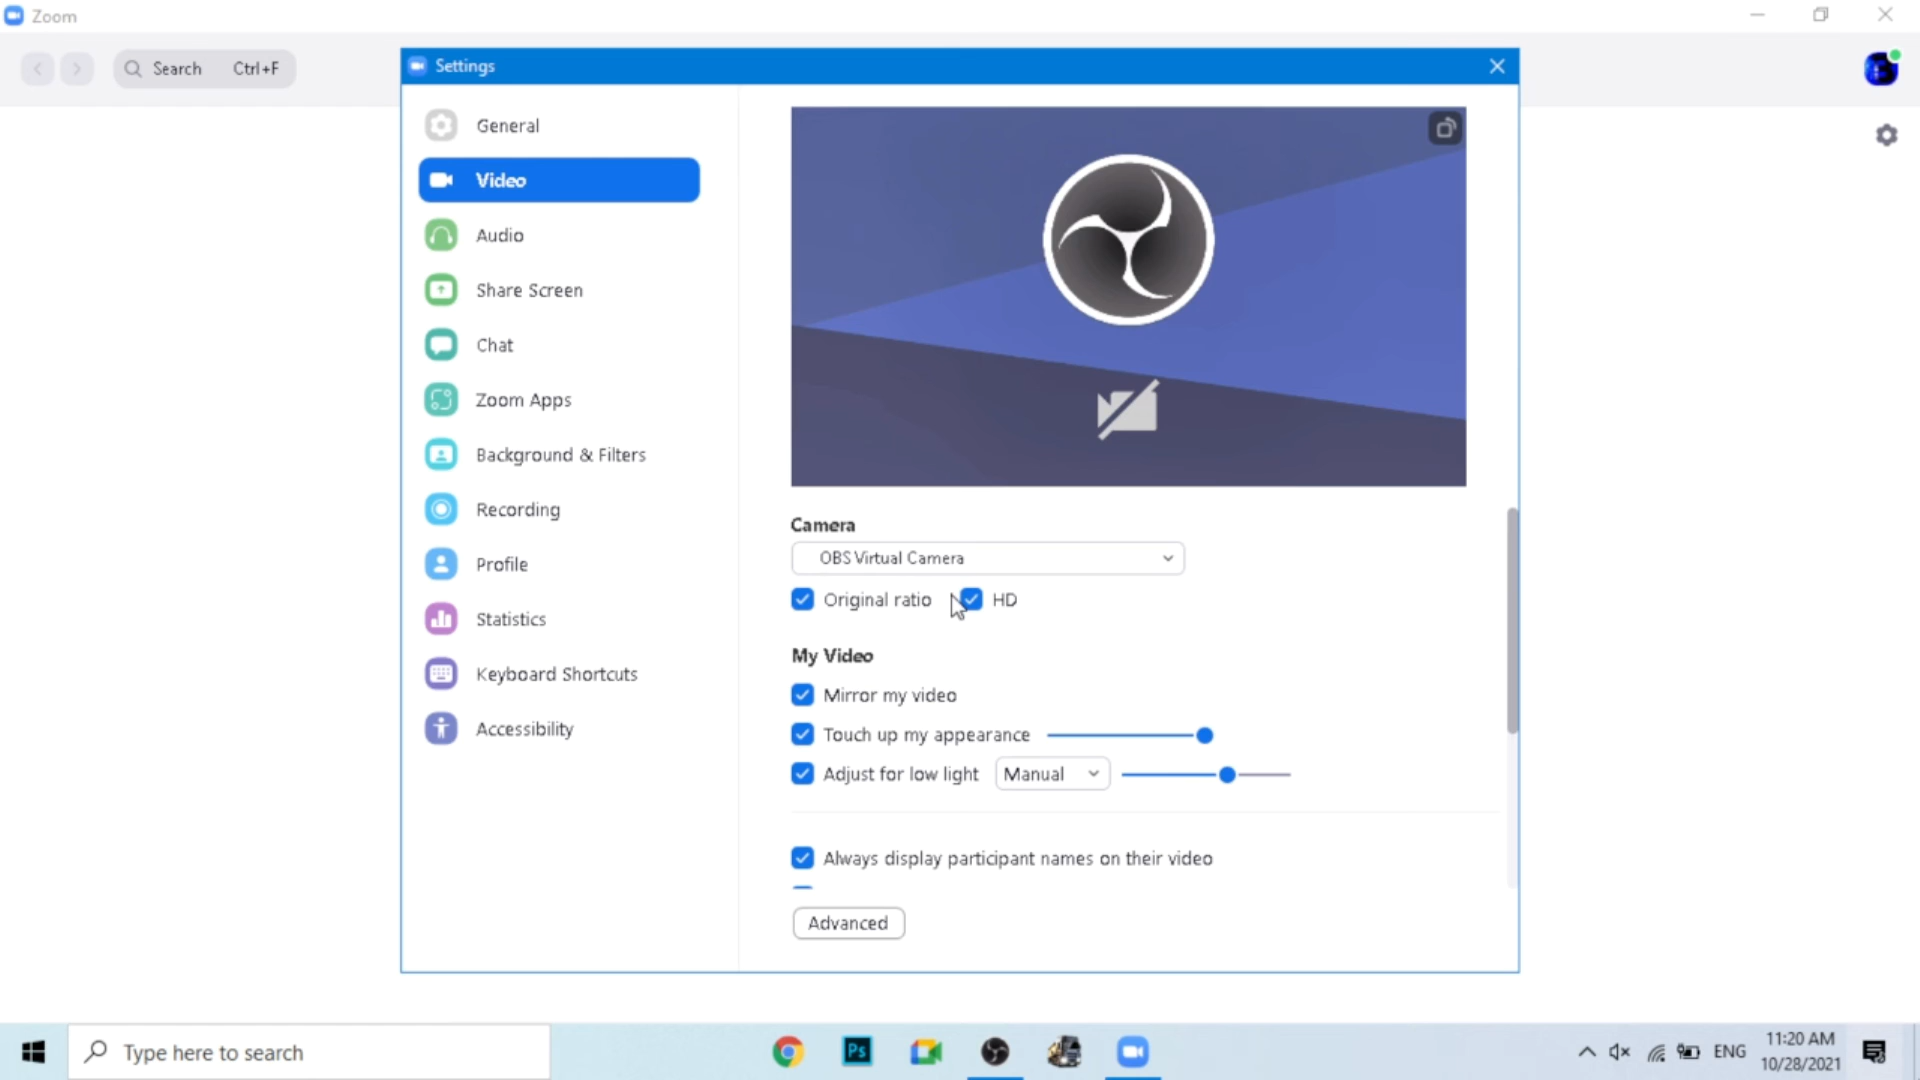 Zoom
Search Ctrl+F
Settings
General
Video
Audio
Share Screen
Chat
Zoom Apps
Background & Filters
Recording
Profile
Statistics
Keyboard Shortcuts
Accessibility
Camera
OBS Virtual Camera
Original ratio HD
My Video
Mirror my video
Touch up my appearance
Adjust for low light Manual
Always display participant names on their video
Advanced
Type here to search
Ps
ENG
11:20 AM
10/28/2021